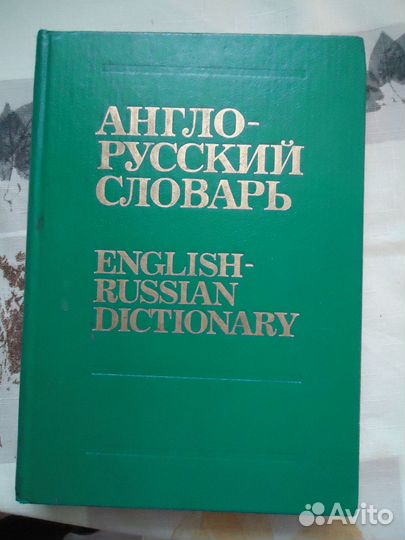 АНГЛО-
РУССКИЙ
СЛОВАРЬ
ENGLISH-
RUSSIAN
DICTIONARY
Avito